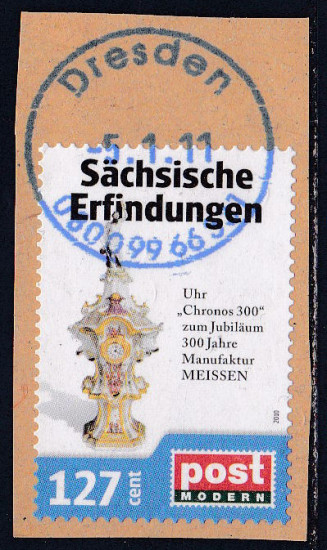 Dresden
-5.1.11
Sächsische
Erfindungen
Uhr
„Chronos 300“
zum Jubiläum
300 Jahre
Manufaktur
MEISSEN
2010
127 cent
post
MODERN